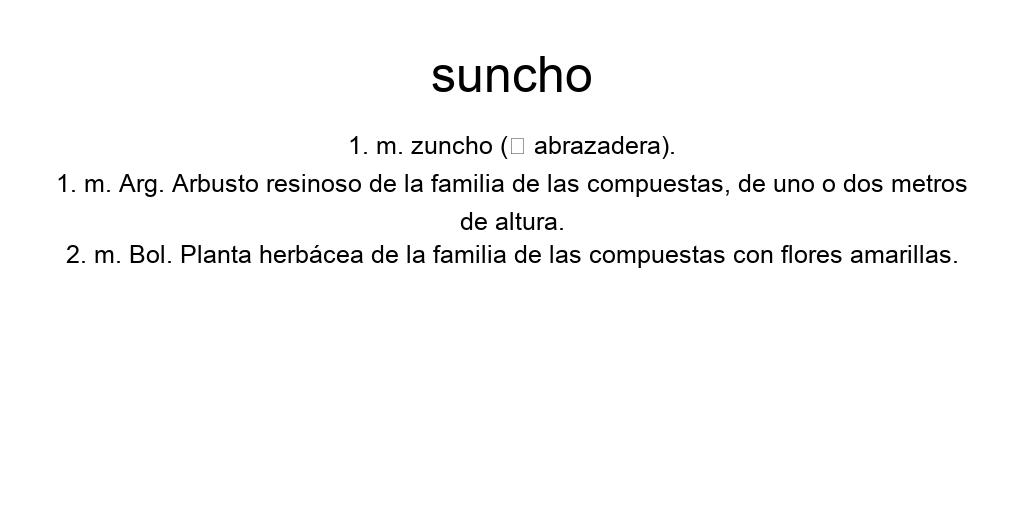 suncho
1. m. zuncho (□ abrazadera).
1. m. Arg. Arbusto resinoso de la familia de las compuestas, de uno o dos metros
de altura.
2. m. Bol. Planta herbácea de la familia de las compuestas con flores amarillas.